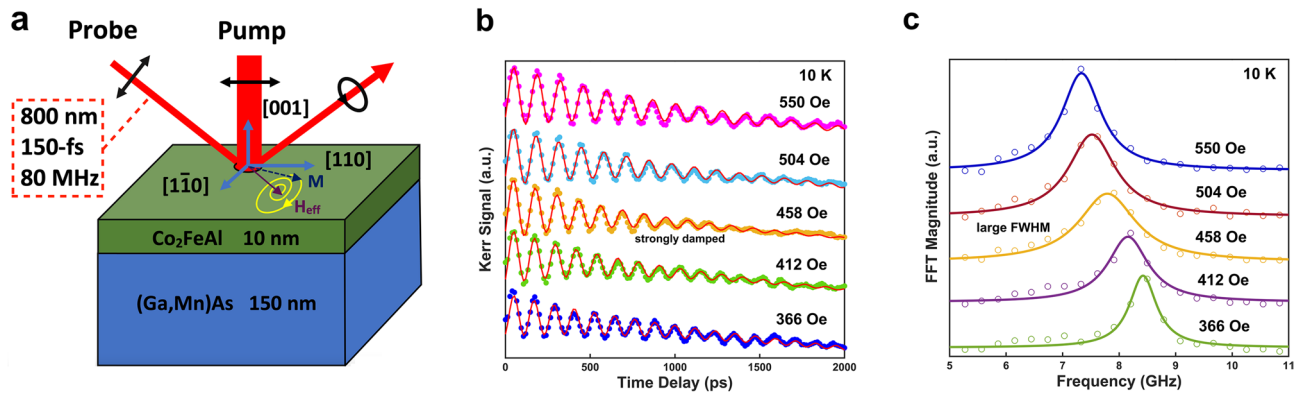 a
Probe
Pump
800 nm
150-fs
80 MHz
[001]
[110]
[11̅0]
M
H_eff
Co₂FeAl 10 nm
(Ga,Mn)As 150 nm
b
Kerr Signal (a.u.)
10 K
550 Oe
504 Oe
458 Oe
strongly damped
412 Oe
366 Oe
0 500 1000 1500 2000
Time Delay (ps)
c
FFT Magnitude (a.u.)
10 K
550 Oe
504 Oe
large FWHM
458 Oe
412 Oe
366 Oe
5 6 7 8 9 10 11
Frequency (GHz)